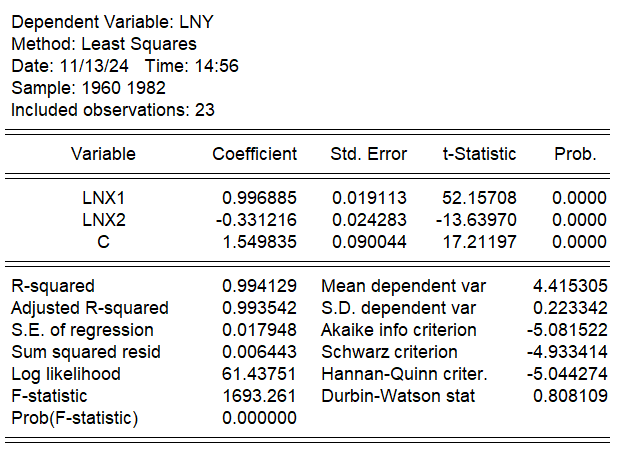 Dependent Variable: LNY
Method: Least Squares
Date: 11/13/24 Time: 14:56
Sample: 1960 1982
Included observations: 23
Variable Coefficient Std. Error t-Statistic Prob.
LNX1 0.996885 0.019113 52.15708 0.0000
LNX2 -0.331216 0.024283 -13.63970 0.0000
C 1.549835 0.090044 17.21197 0.0000
R-squared 0.994129 Mean dependent var 4.415305
Adjusted R-squared 0.993542 S.D. dependent var 0.223342
S.E. of regression 0.017948 Akaike info criterion -5.081522
Sum squared resid 0.006443 Schwarz criterion -4.933414
Log likelihood 61.43751 Hannan-Quinn criter. -5.044274
F-statistic 1693.261 Durbin-Watson stat 0.808109
Prob(F-statistic) 0.000000